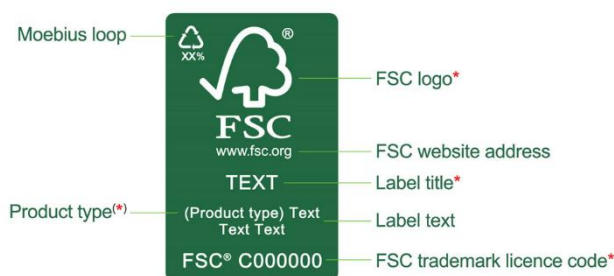 Moebius loop
XX%
®
FSC logo*
FSC
www.fsc.org
FSC website address
TEXT
Label title*
Product type(*)
(Product type) Text
Text Text
Label text
FSC® C000000
FSC trademark licence code*